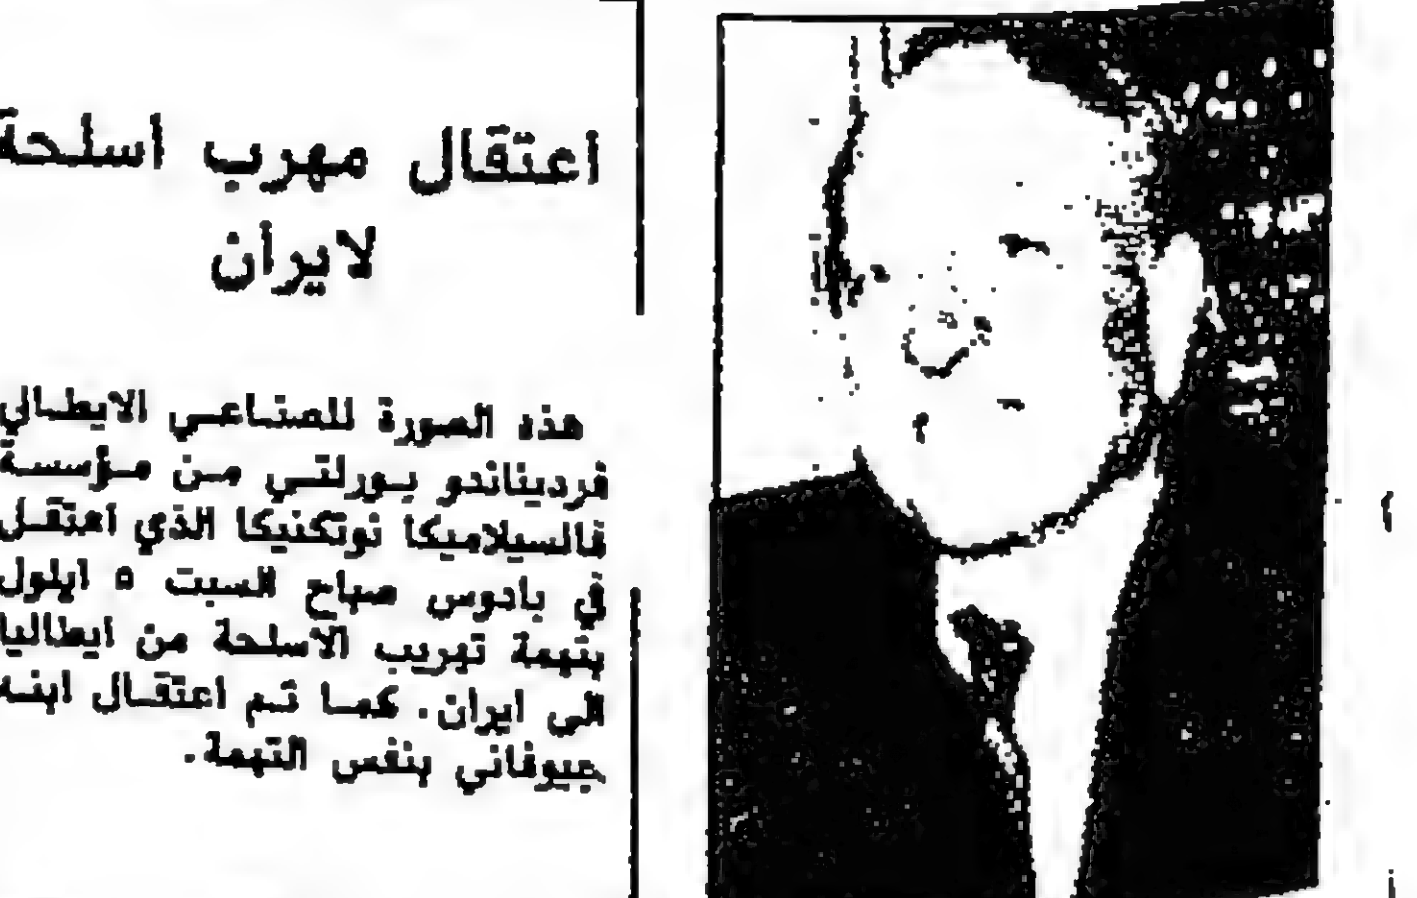 اعتقال مهرب اسلحة
لايران
هذه الصورة للصناعي الايطالي
فرديناندو بورلتي من مؤسسة
فالسيلاميكا نوتكنيكا الذي اعتقل
في بادوس صباح السبت ٥ ايلول
بتهمة تهريب الاسلحة من ايطاليا
الى ايران. كما تم اعتقال ابنه
جيوفاني بنفس التهمة.